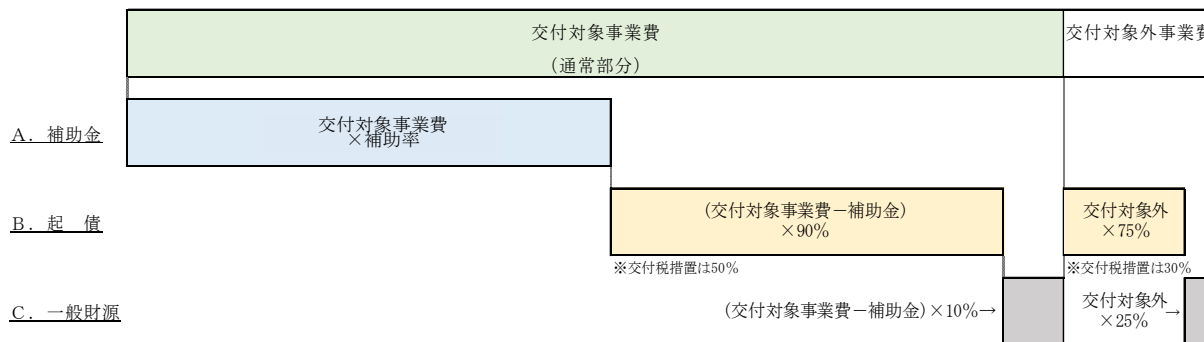 交付対象事業費
(通常部分)
交付対象外事業費
A. 補助金
交付対象事業費
×補助率
B. 起 債
(交付対象事業費-補助金)
×90%
交付対象外
×75%
※交付税措置は50%
※交付税措置は30%
C. 一般財源
(交付対象事業費-補助金)×10%→
交付対象外
×25%
→